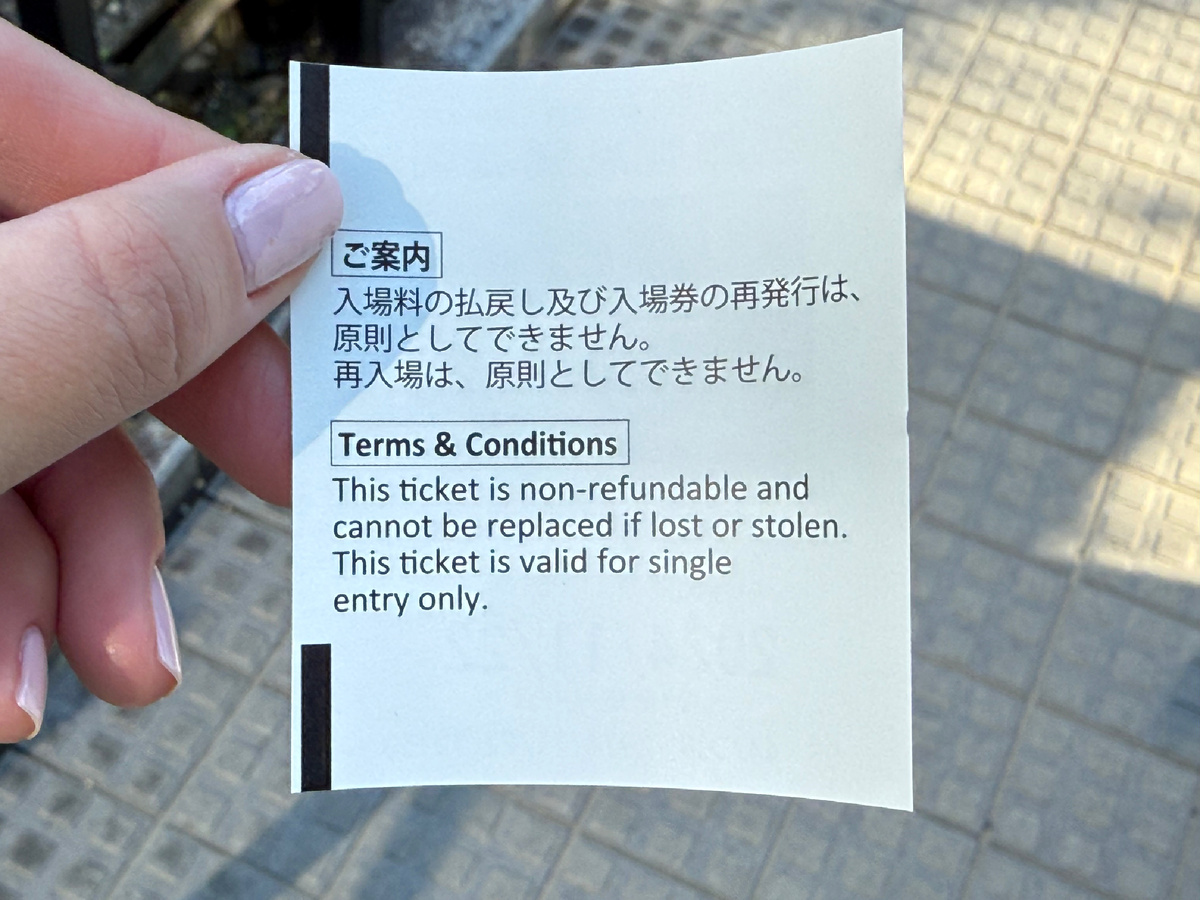 ご案内
入場料の払戻し及び入場券の再発行は、
原則としてできません。
再入場は、原則としてできません。
Terms & Conditions
This ticket is non-refundable and
cannot be replaced if lost or stolen.
This ticket is valid for single
entry only.